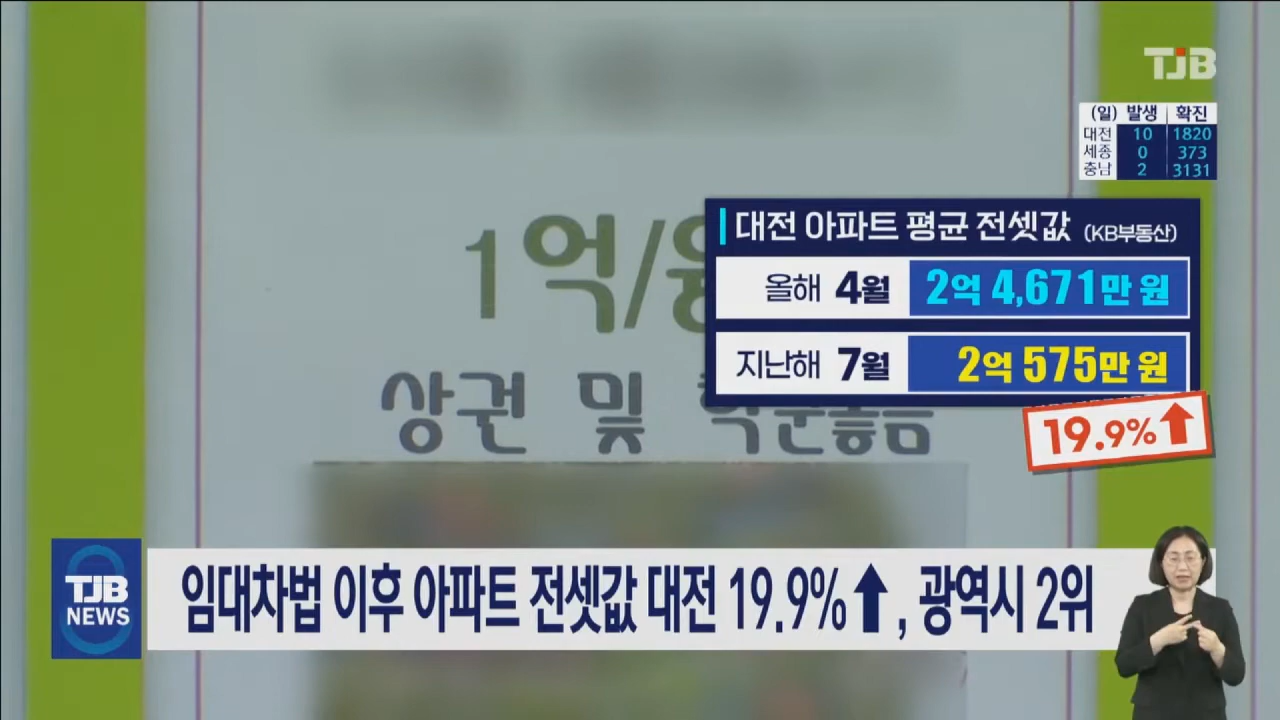 TJB
(일) 발생 확진
대전 10 1820
세종 0 373
충남 2 3131
대전 아파트 평균 전셋값 (KB부동산)
올해 4월 2억 4,671만 원
지난해 7월 2억 575만 원
19.9%↑
1억/
상권 및
TJB
NEWS
임대차법 이후 아파트 전셋값 대전 19.9%↑, 광역시 2위